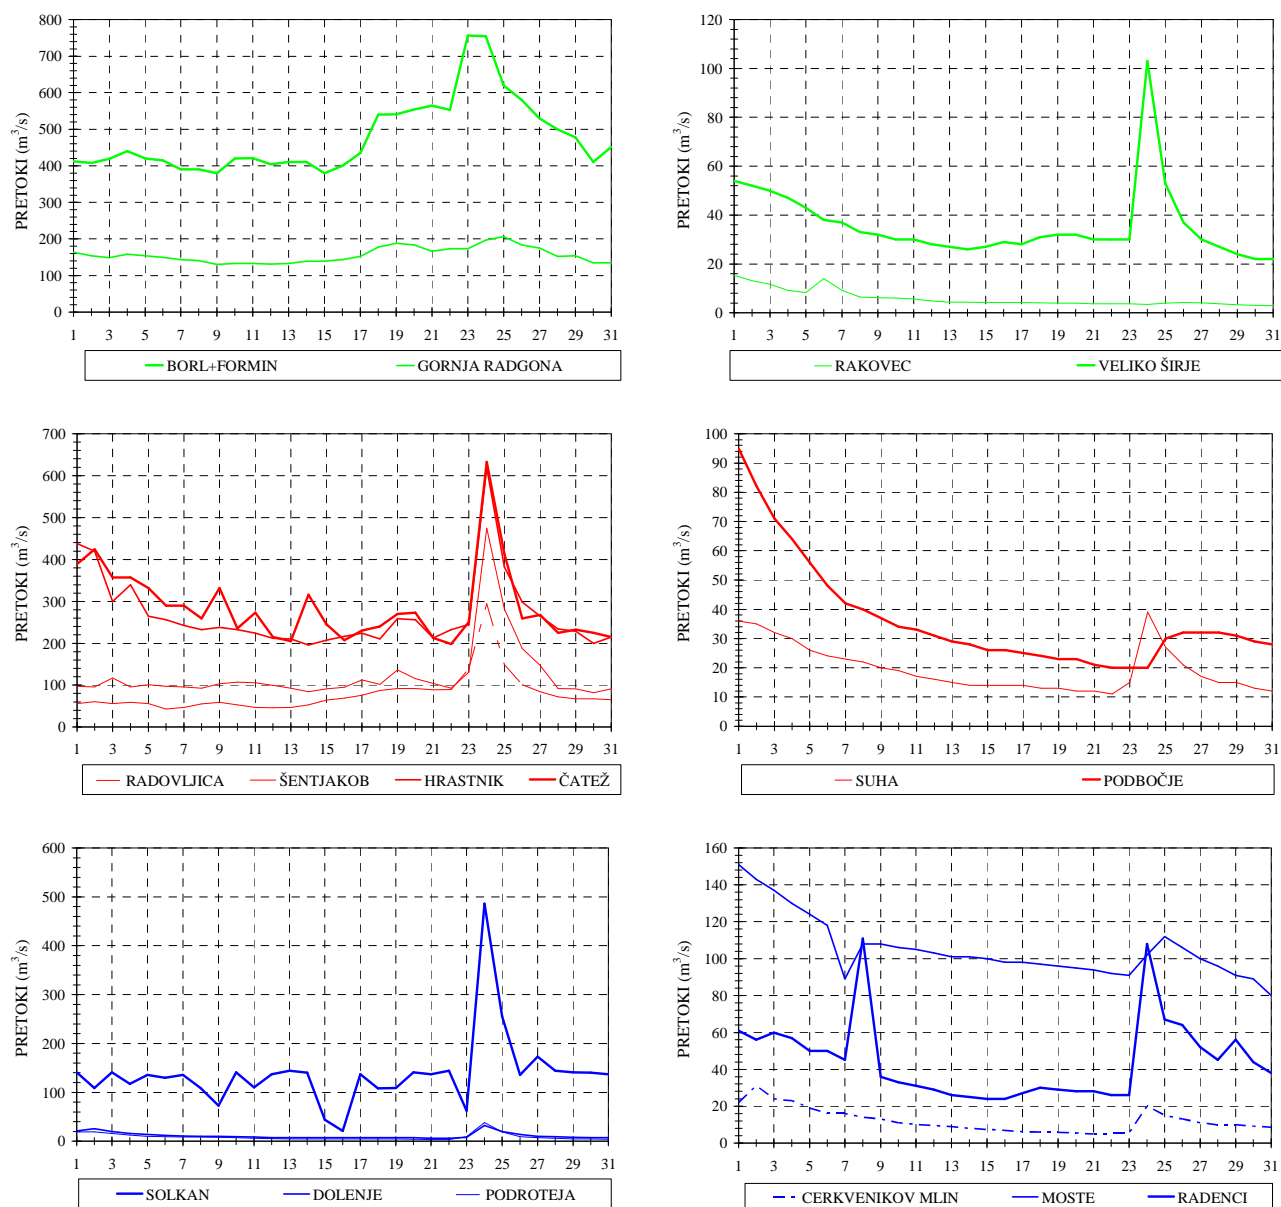 PRETOKI (m³/s)
800
700
600
500
400
300
200
100
0
1 3 5 7 9 11 13 15 17 19 21 23 25 27 29 31
BORL+FORMIN GORNJA RADGONA
PRETOKI (m³/s)
120
100
80
60
40
20
0
1 3 5 7 9 11 13 15 17 19 21 23 25 27 29 31
RAKOVEC VELIKO ŠIRJE
PRETOKI (m³/s)
700
600
500
400
300
200
100
0
1 3 5 7 9 11 13 15 17 19 21 23 25 27 29 31
RADOVLJICA ŠENTJAKOB HRASTNIK ČATEŽ
PRETOKI (m³/s)
100
90
80
70
60
50
40
30
20
10
0
1 3 5 7 9 11 13 15 17 19 21 23 25 27 29 31
SUHA PODBOČJE
PRETOKI (m³/s)
600
500
400
300
200
100
0
1 3 5 7 9 11 13 15 17 19 21 23 25 27 29 31
SOLKAN DOLENJE PODROTEJA
PRETOKI (m³/s)
160
140
120
100
80
60
40
20
0
1 3 5 7 9 11 13 15 17 19 21 23 25 27 29 31
CERKVENIKOV MLIN MOSTE RADENCI